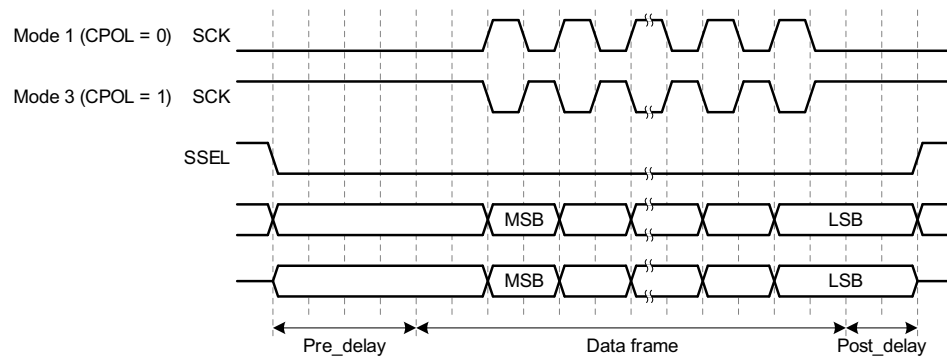 Mode 1 (CPOL = 0) SCK
Mode 3 (CPOL = 1) SCK
SSEL
MSB LSB
MSB LSB
Pre_delay Data frame Post_delay